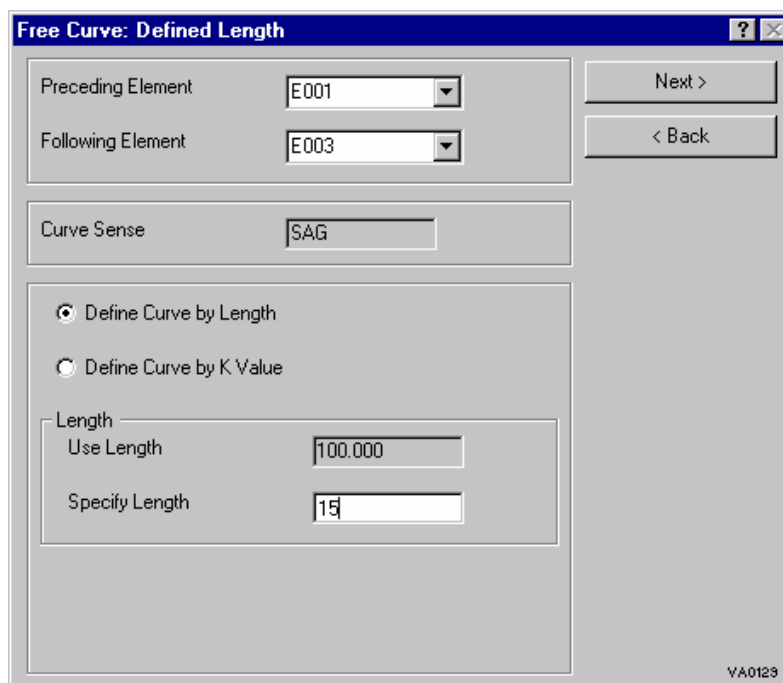 Free Curve: Defined Length
Preceding Element E001
Next >
Following Element E003
< Back
Curve Sense SAG
Define Curve by Length
Define Curve by K Value
Length
Use Length 100.000
Specify Length 15
VA0129